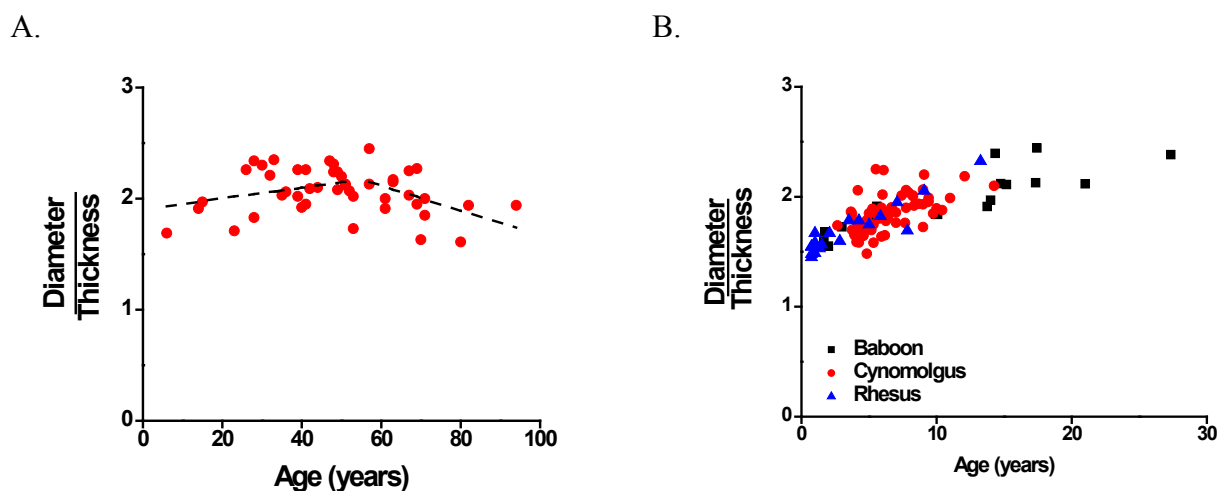 A.
3
2
1
0
Diameter
Thickness
0 20 40 60 80 100
Age (years)
B.
3
2
1
0
Diameter
Thickness
Baboon
Cynomolgus
Rhesus
0 10 20 30
Age (years)